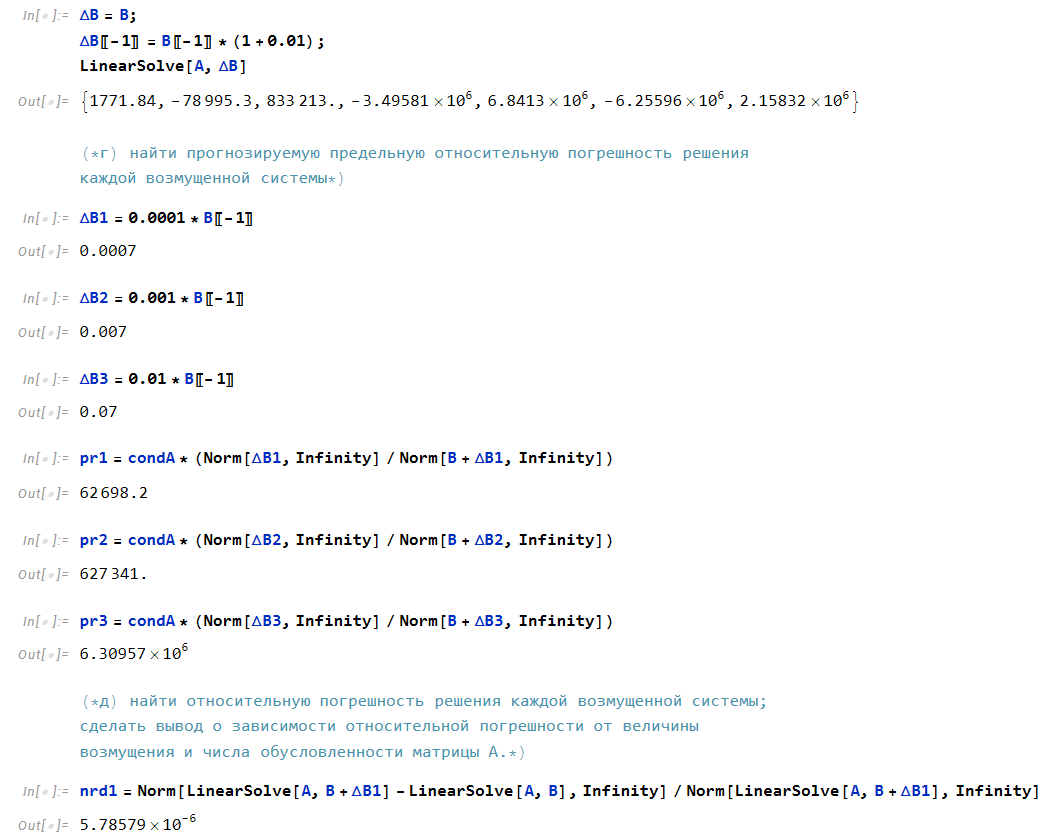 In[◦]:= ΔB = B;
ΔB〚-1〛 = B〚-1〛 * (1 + 0.01);
LinearSolve[A, ΔB]
Out[◦]= {1771.84, -78 995.3, 833 213., -3.49581×10^6, 6.8413×10^6, -6.25596×10^6, 2.15832×10^6}
(*г) найти прогнозируемую предельную относительную погрешность решения
каждой возмущенной системы*)
In[◦]:= ΔB1 = 0.0001 * B〚-1〛
Out[◦]= 0.0007
In[◦]:= ΔB2 = 0.001 * B〚-1〛
Out[◦]= 0.007
In[◦]:= ΔB3 = 0.01 * B〚-1〛
Out[◦]= 0.07
In[◦]:= pr1 = condA * (Norm[ΔB1, Infinity] / Norm[B + ΔB1, Infinity])
Out[◦]= 62 698.2
In[◦]:= pr2 = condA * (Norm[ΔB2, Infinity] / Norm[B + ΔB2, Infinity])
Out[◦]= 627 341.
In[◦]:= pr3 = condA * (Norm[ΔB3, Infinity] / Norm[B + ΔB3, Infinity])
Out[◦]= 6.30957×10^6
(*д) найти относительную погрешность решения каждой возмущенной системы;
сделать вывод о зависимости относительной погрешности от величины
возмущения и числа обусловленности матрицы А.*)
In[◦]:= nrd1 = Norm[LinearSolve[A, B + ΔB1] - LinearSolve[A, B], Infinity] / Norm[LinearSolve[A, B + ΔB1], Infinity]
Out[◦]= 5.78579×10^-6